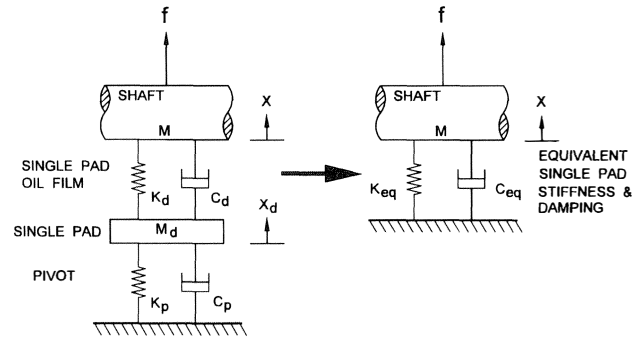 f
SHAFT
X
M
SINGLE PAD
OIL FILM
Kd
Cd
Xd
SINGLE PAD
Md
PIVOT
Kp
Cp
f
SHAFT
X
M
Keq
Ceq
EQUIVALENT
SINGLE PAD
STIFFNESS &
DAMPING